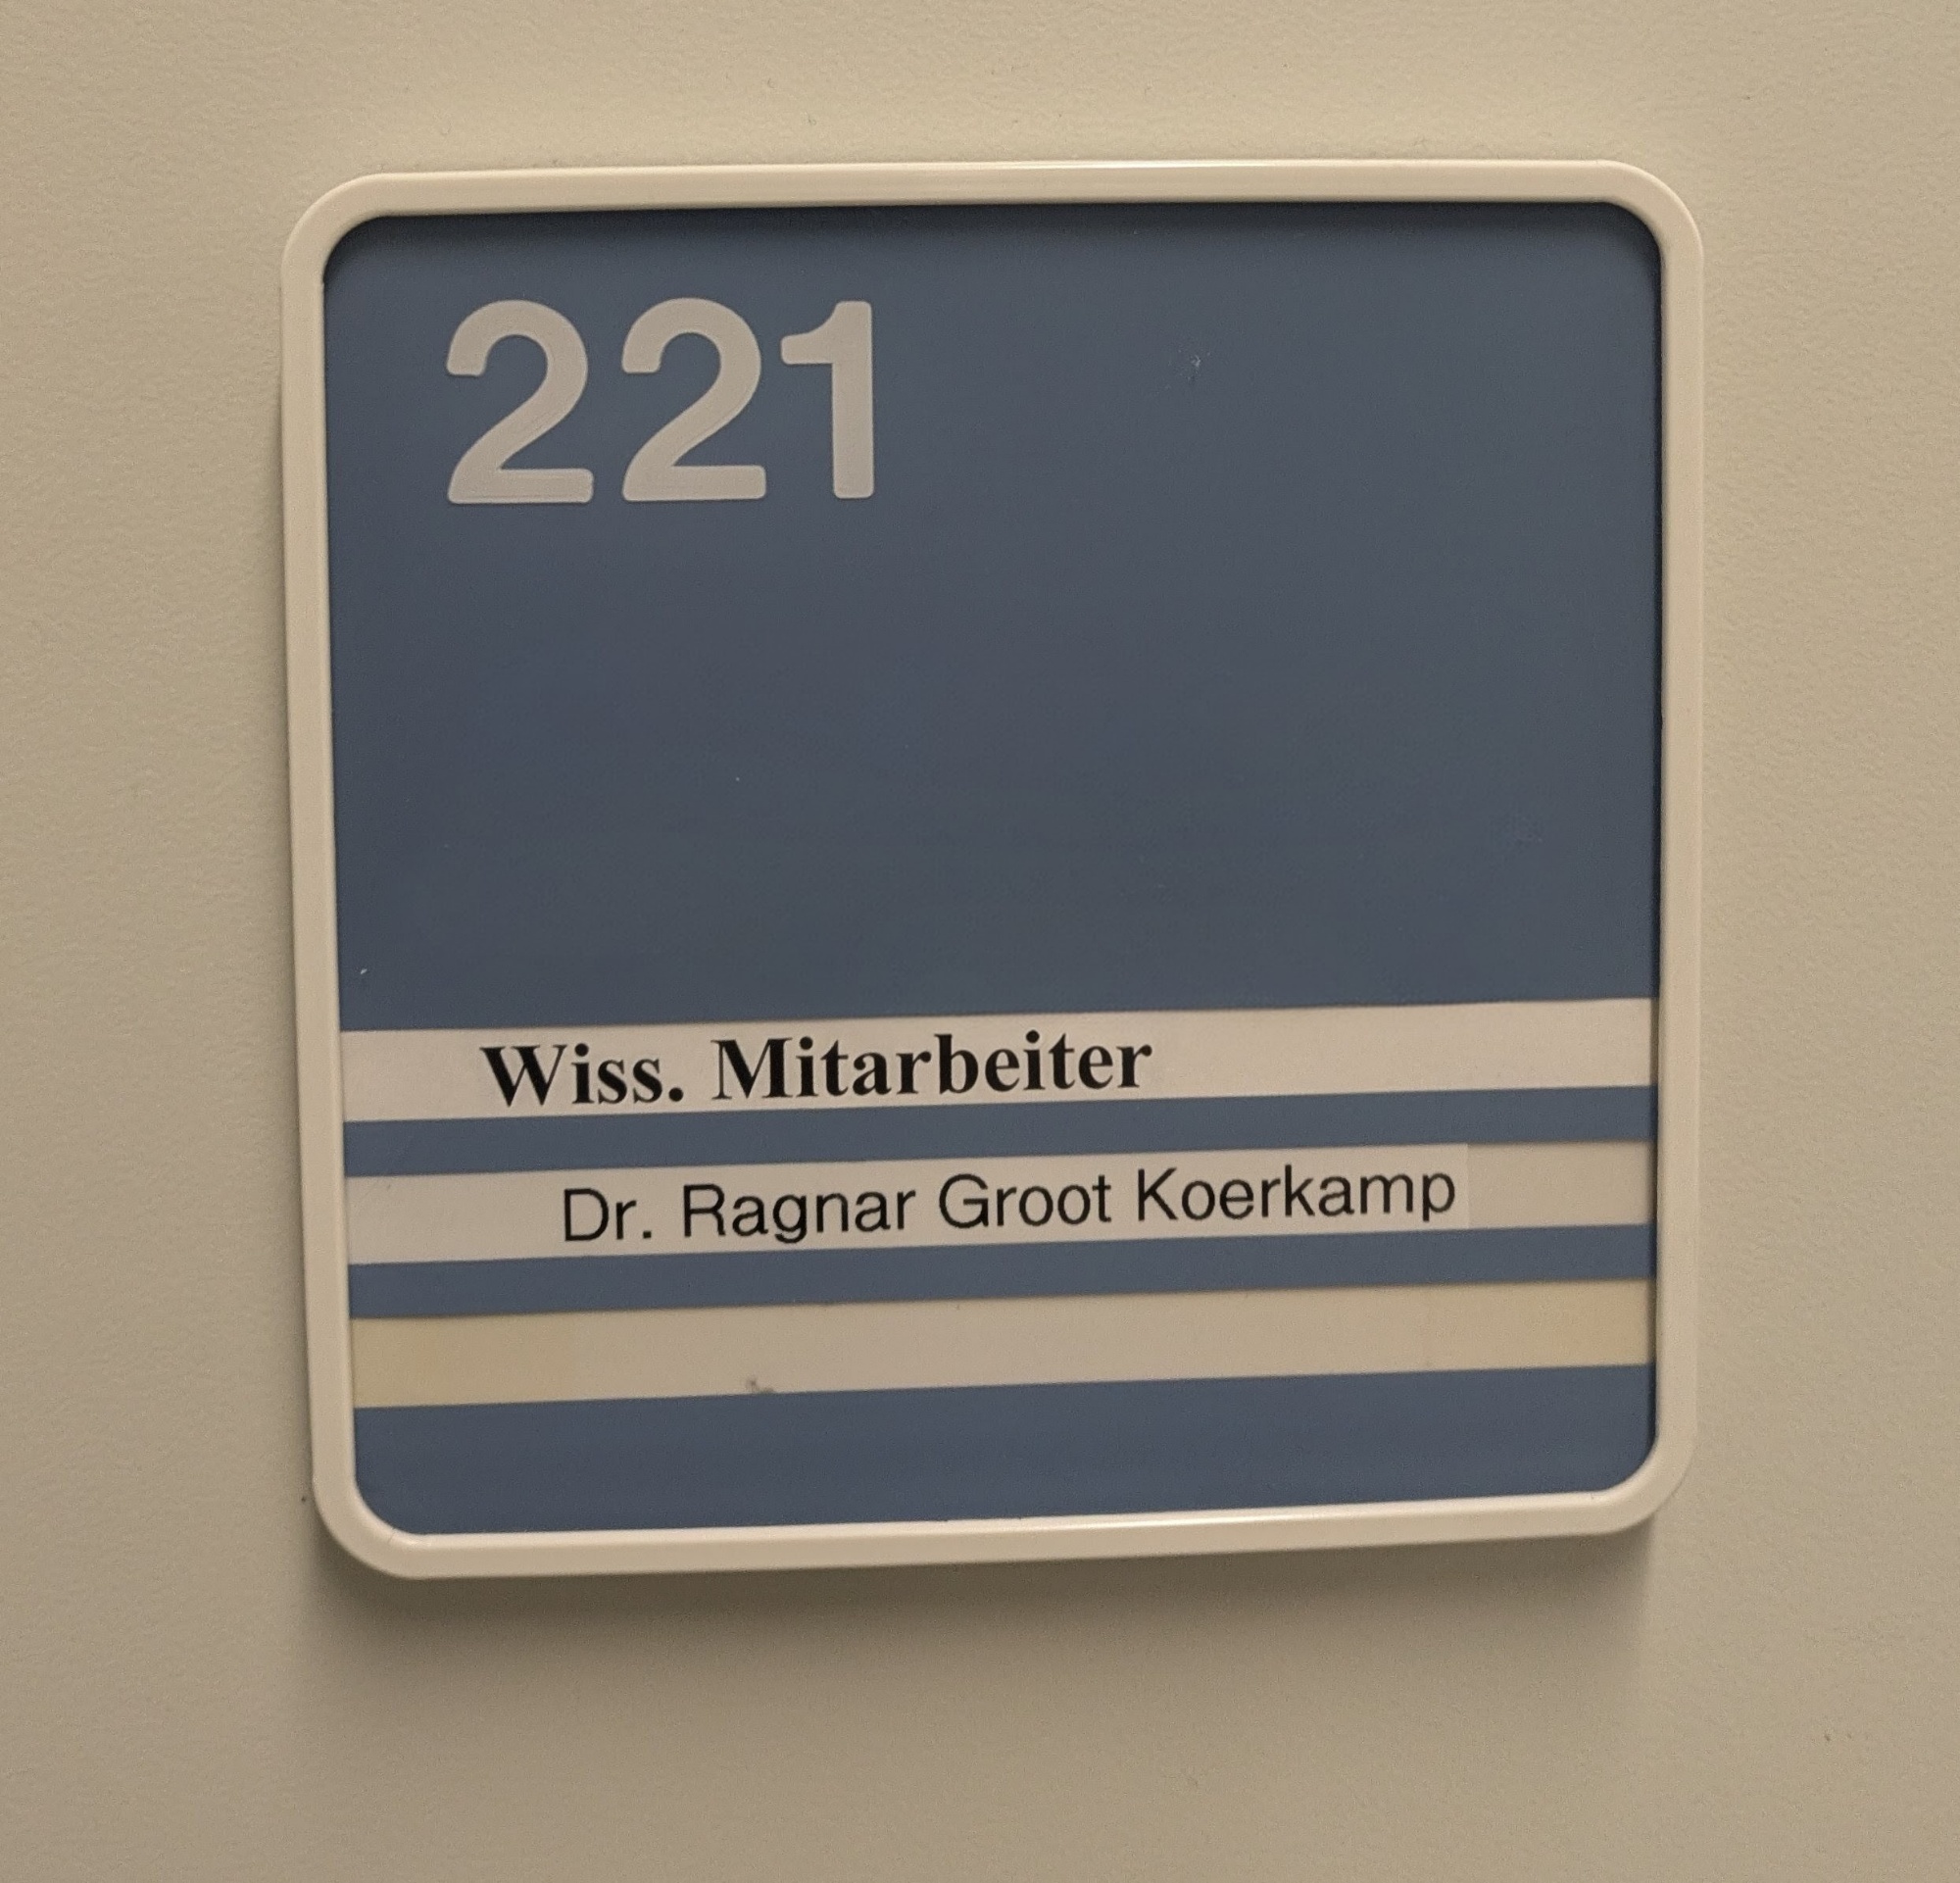 221
Wiss. Mitarbeiter
Dr. Ragnar Groot Koerkamp